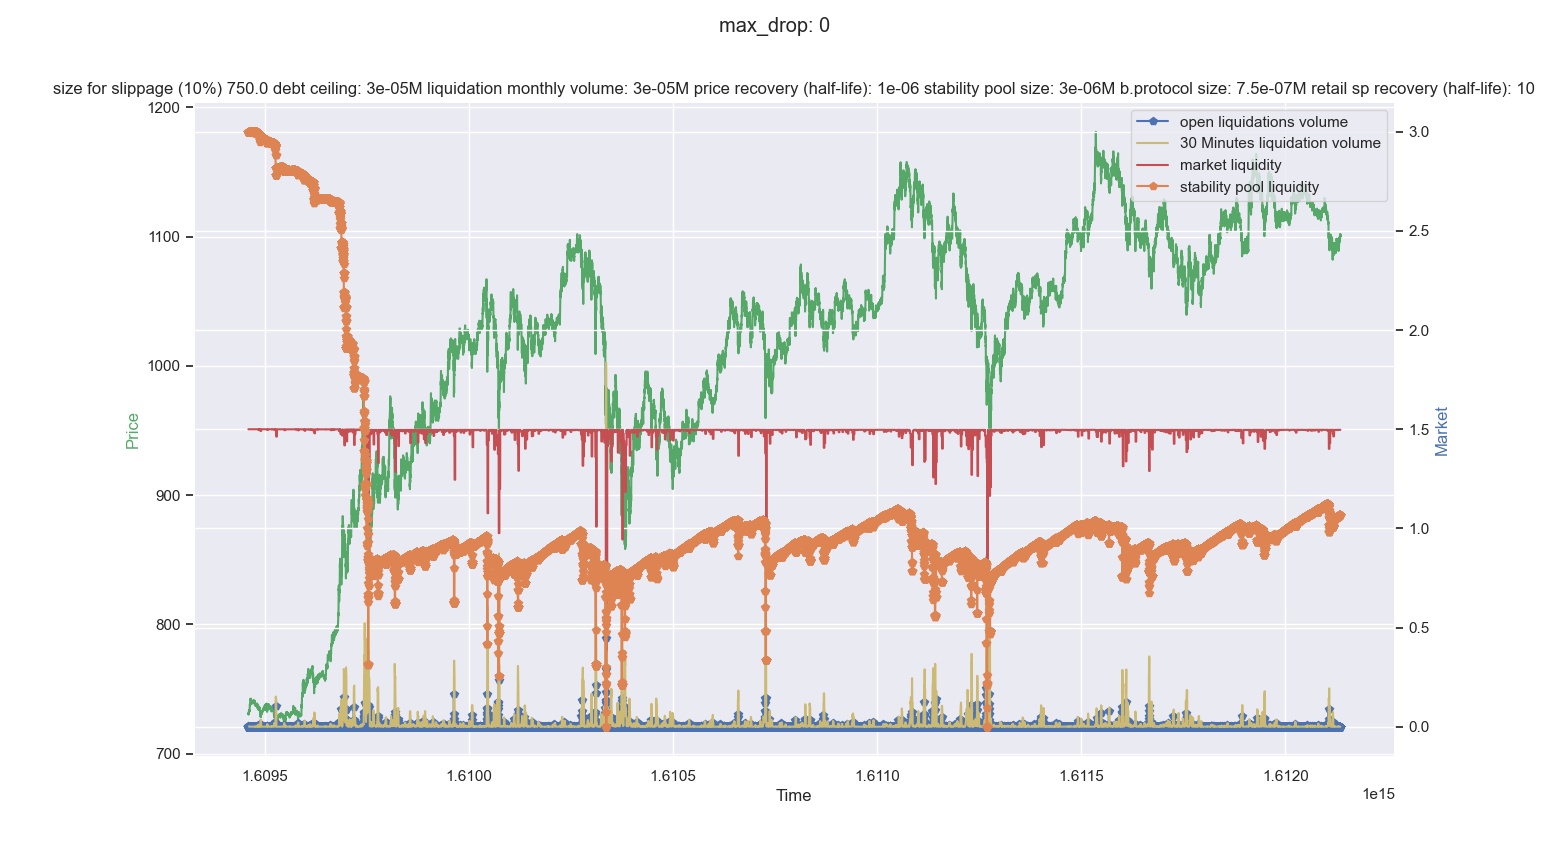 max_drop: 0
size for slippage (10%) 750.0 debt ceiling: 3e-05M liquidation monthly volume: 3e-05M price recovery (half-life): 1e-06 stability pool size: 3e-06M b.protocol size: 7.5e-07M retail sp recovery (half-life): 10
open liquidations volume
30 Minutes liquidation volume
market liquidity
stability pool liquidity
1200
1100
1000
900
800
700
Price
3.0
2.5
2.0
1.5
1.0
0.5
0.0
Market
1.6095
1.6100
1.6105
1.6110
1.6115
1.6120
1e15
Time